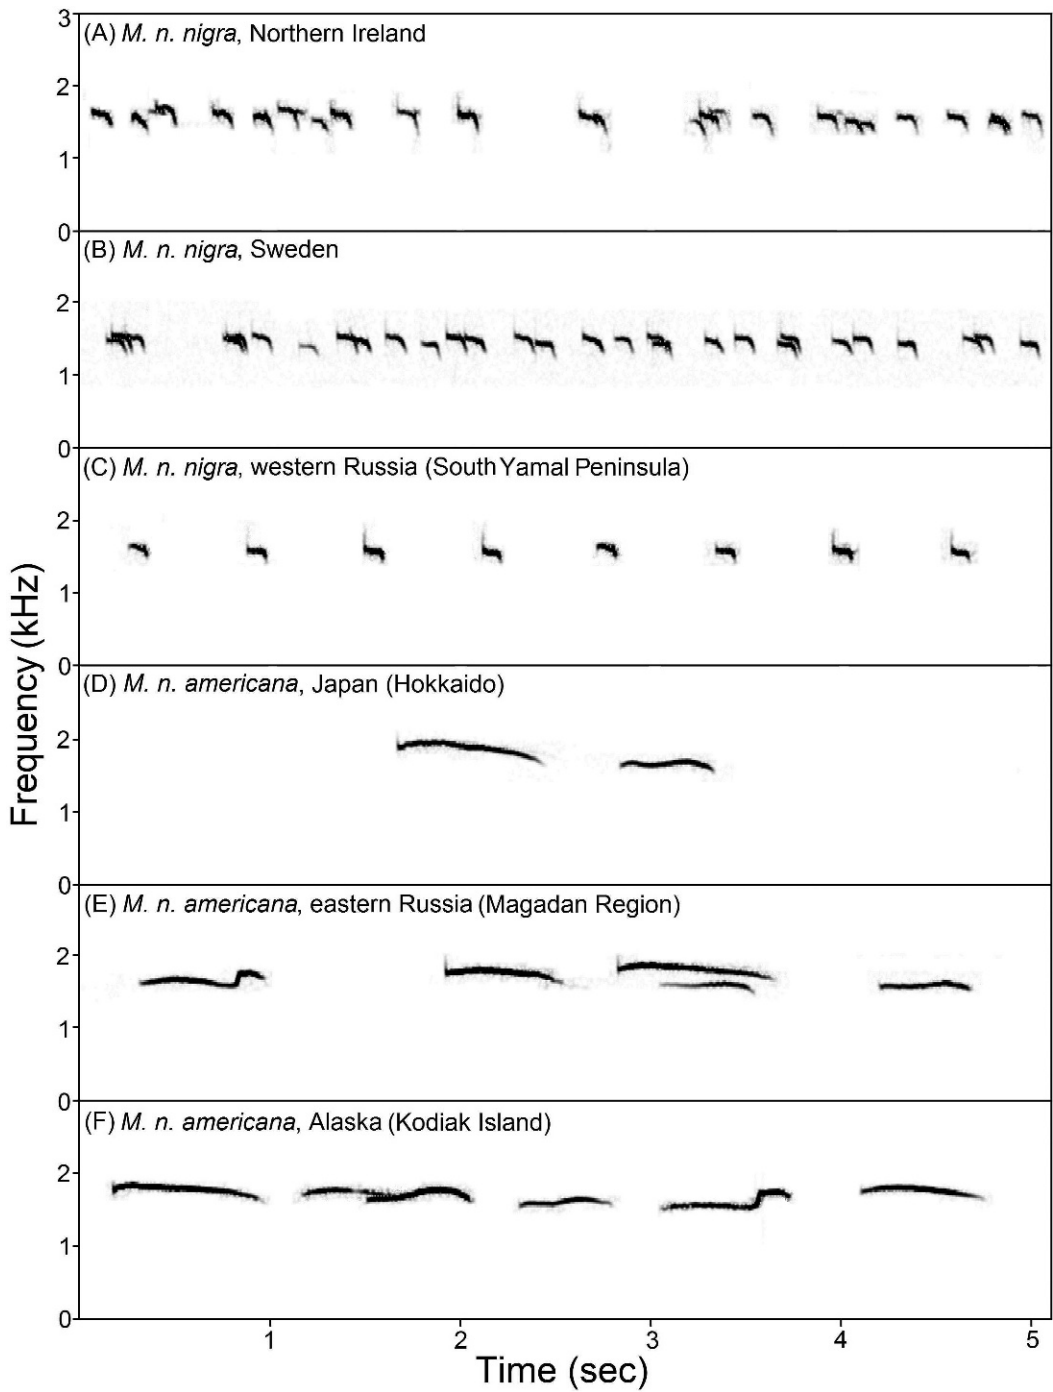 3
(A) M. n. nigra, Northern Ireland
2
1
0
(B) M. n. nigra, Sweden
2
1
0
(C) M. n. nigra, western Russia (South Yamal Peninsula)
2
1
0
(D) M. n. americana, Japan (Hokkaido)
2
1
0
(E) M. n. americana, eastern Russia (Magadan Region)
2
1
0
(F) M. n. americana, Alaska (Kodiak Island)
2
1
0
Frequency (kHz)
1 2 3 4 5
Time (sec)